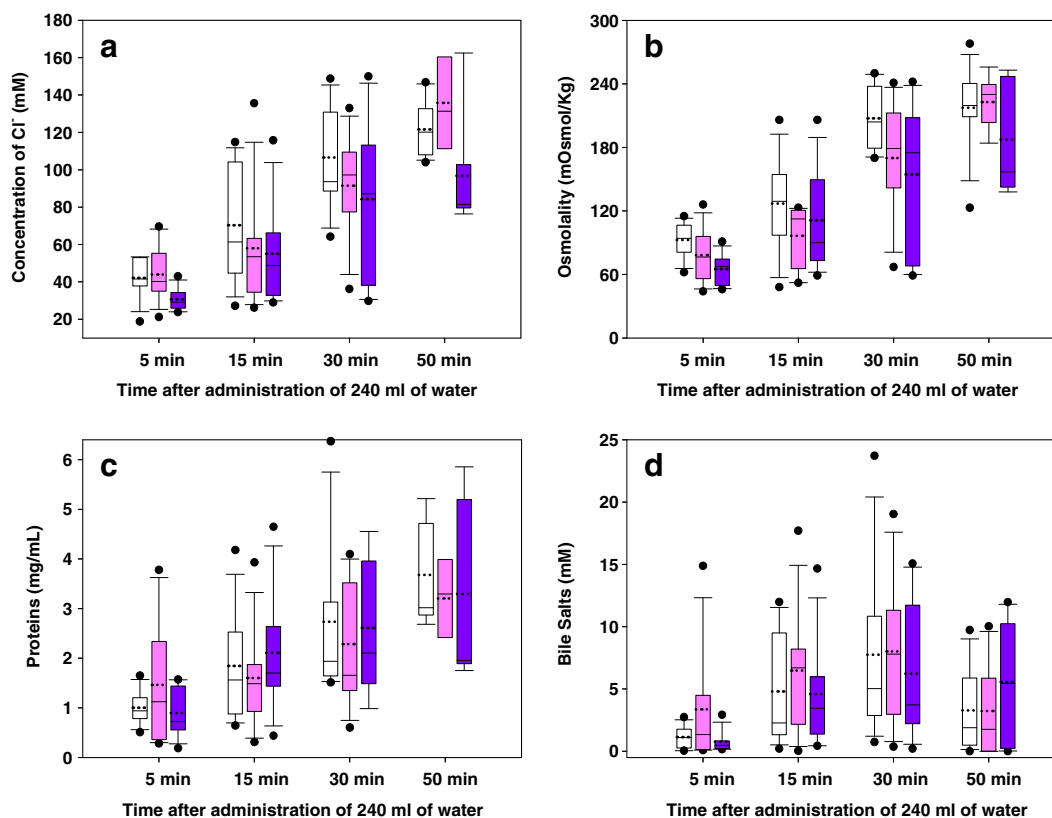 a
Concentration of Cl⁻ (mM)
180
160
140
120
100
80
60
40
20
5 min 15 min 30 min 50 min
Time after administration of 240 ml of water
b
Osmolality (mOsmol/Kg)
300
240
180
120
60
0
5 min 15 min 30 min 50 min
Time after administration of 240 ml of water
c
Proteins (mg/mL)
6
5
4
3
2
1
0
5 min 15 min 30 min 50 min
Time after administration of 240 ml of water
d
Bile Salts (mM)
25
20
15
10
5
0
5 min 15 min 30 min 50 min
Time after administration of 240 ml of water